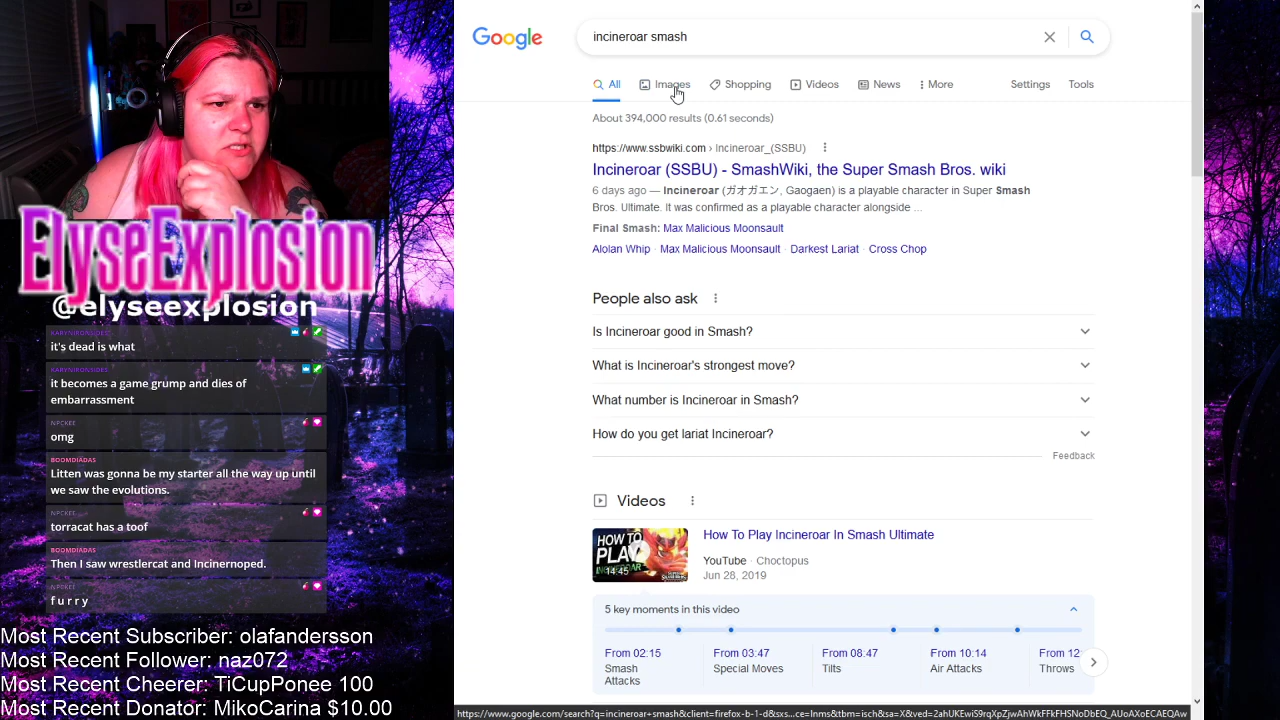 ElyseExplosion
@elyseexplosion
KARYNIRONSIDES
it's dead is what
KARYNIRONSIDES
it becomes a game grump and dies of
embarrassment
NPCKEE
omg
BOOMDIADAS
Litten was gonna be my starter all the way up until
we saw the evolutions.
NPCKEE
torracat has a toof
BOOMDIADAS
Then I saw wrestlercat and Incinernoped.
NPCKEE
f u r r y
Most Recent Subscriber: olafandersson
Most Recent Follower: naz072
Most Recent Cheerer: TiCupPonee 100
Most Recent Donator: MikoCarina $10.00
Google
incineroar smash
All Images Shopping Videos News More Settings Tools
About 394,000 results (0.61 seconds)
https://www.ssbwiki.com › Incineroar_(SSBU)
Incineroar (SSBU) - SmashWiki, the Super Smash Bros. wiki
6 days ago — Incineroar (ガオガエン, Gaogaen) is a playable character in Super Smash
Bros. Ultimate. It was confirmed as a playable character alongside ...
Final Smash: Max Malicious Moonsault
Alolan Whip · Max Malicious Moonsault · Darkest Lariat · Cross Chop
People also ask
Is Incineroar good in Smash?
What is Incineroar's strongest move?
What number is Incineroar in Smash?
How do you get lariat Incineroar?
Feedback
Videos
HOW TO
PLAY
14:45
How To Play Incineroar In Smash Ultimate
YouTube · Choctopus
Jun 28, 2019
5 key moments in this video
From 02:15 From 03:47 From 08:47 From 10:14 From 12
Smash
Attacks
Special Moves Tilts Air Attacks Throws